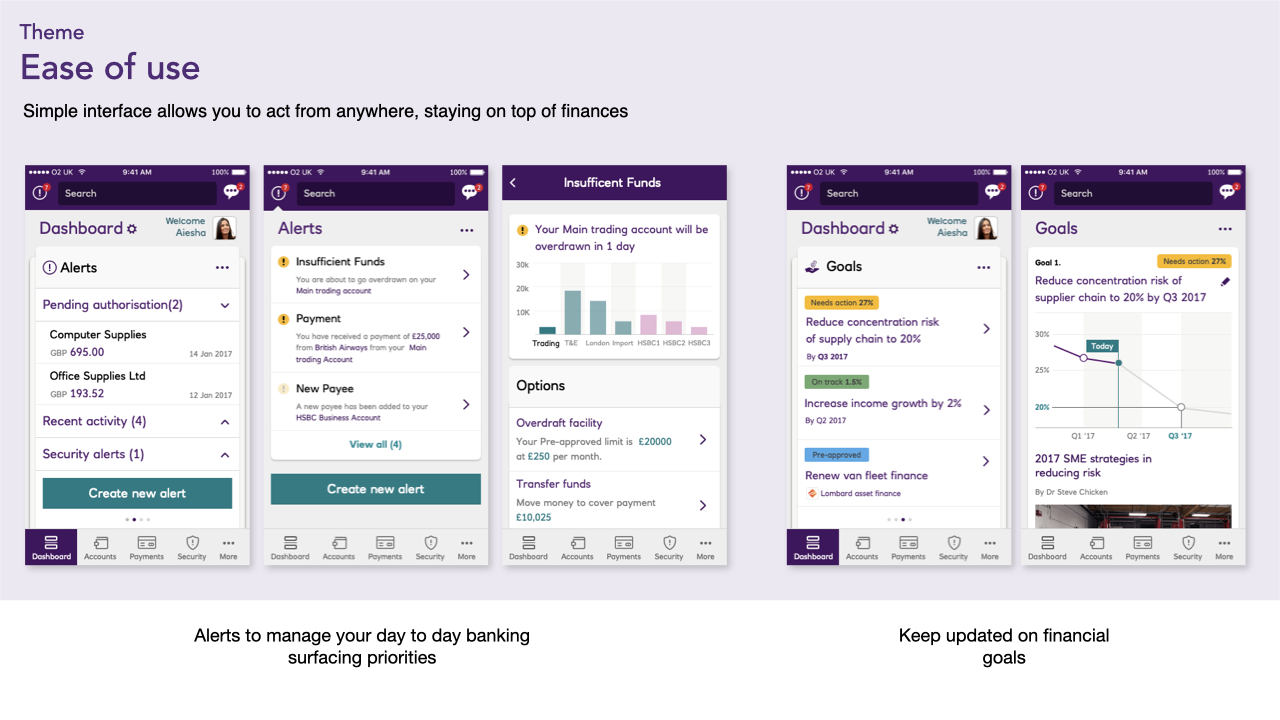 Theme
Ease of use
Simple interface allows you to act from anywhere, staying on top of finances
O2 UK 9:41 AM 100%
7
Search
2
Dashboard
Welcome
Aiesha
Alerts
Pending authorisation(2)
Computer Supplies
GBP 695.00 14 Jan 2017
Office Supplies Ltd
GBP 193.52 12 Jan 2017
Recent activity (4)
Security alerts (1)
Create new alert
Dashboard Accounts Payments Security More
O2 UK 9:41 AM 100%
7
Search
2
Alerts
Insufficient Funds
You are about to go overdrawn on your
Main trading account
Payment
You have received a payment of £25,000
from British Airways from your Main
trading Account
New Payee
A new payee has been added to your
HSBC Business Account
View all (4)
Create new alert
Dashboard Accounts Payments Security More
Insufficent Funds
Your Main trading account will be
overdrawn in 1 day
30k
20k
10K
Trading T&E London Import HSBC1 HSBC2 HSBC3
Options
Overdraft facility
Your Pre-approved limit is £20000
at £250 per month.
Transfer funds
Move money to cover payment
£10,025
Dashboard Accounts Payments Security More
O2 UK 9:41 AM 100%
7
Search
2
Dashboard
Welcome
Aiesha
Goals
Needs action 27%
Reduce concentration risk
of supply chain to 20%
By Q3 2017
On track 1.5%
Increase income growth by 2%
By Q2 2017
Pre-approved
Renew van fleet finance
Lombard asset finance
Dashboard Accounts Payments Security More
O2 UK 9:41 AM 100%
7
Search
2
Goals
Goal 1.
Needs action 27%
Reduce concentration risk of
supplier chain to 20% by Q3 2017
30%
Today
25%
20%
Q1 '17 Q2 '17 Q3 '17
2017 SME strategies in
reducing risk
By Dr Steve Chicken
Dashboard Accounts Payments Security More
Alerts to manage your day to day banking
surfacing priorities
Keep updated on financial
goals